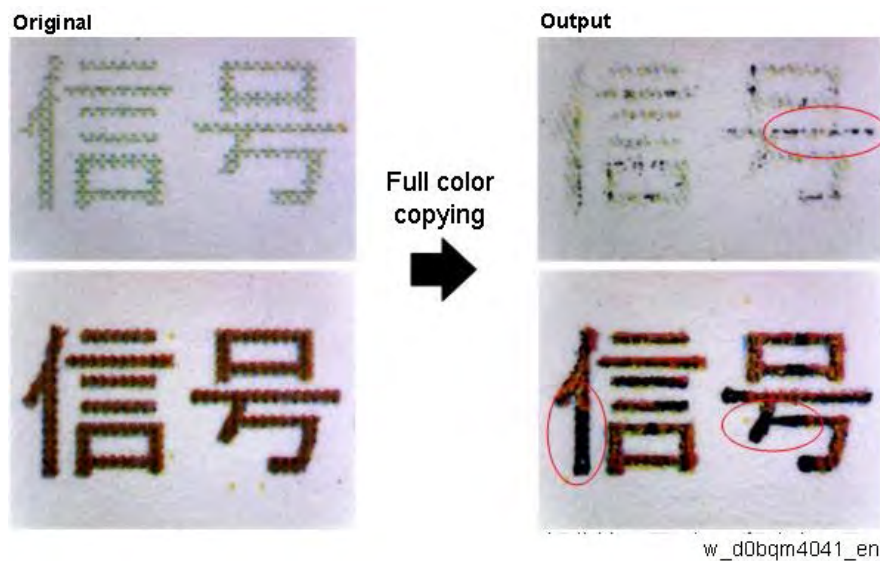 Original
Output
信号
信号
Full color
copying
信号
信号
w_d0bqm4041_en